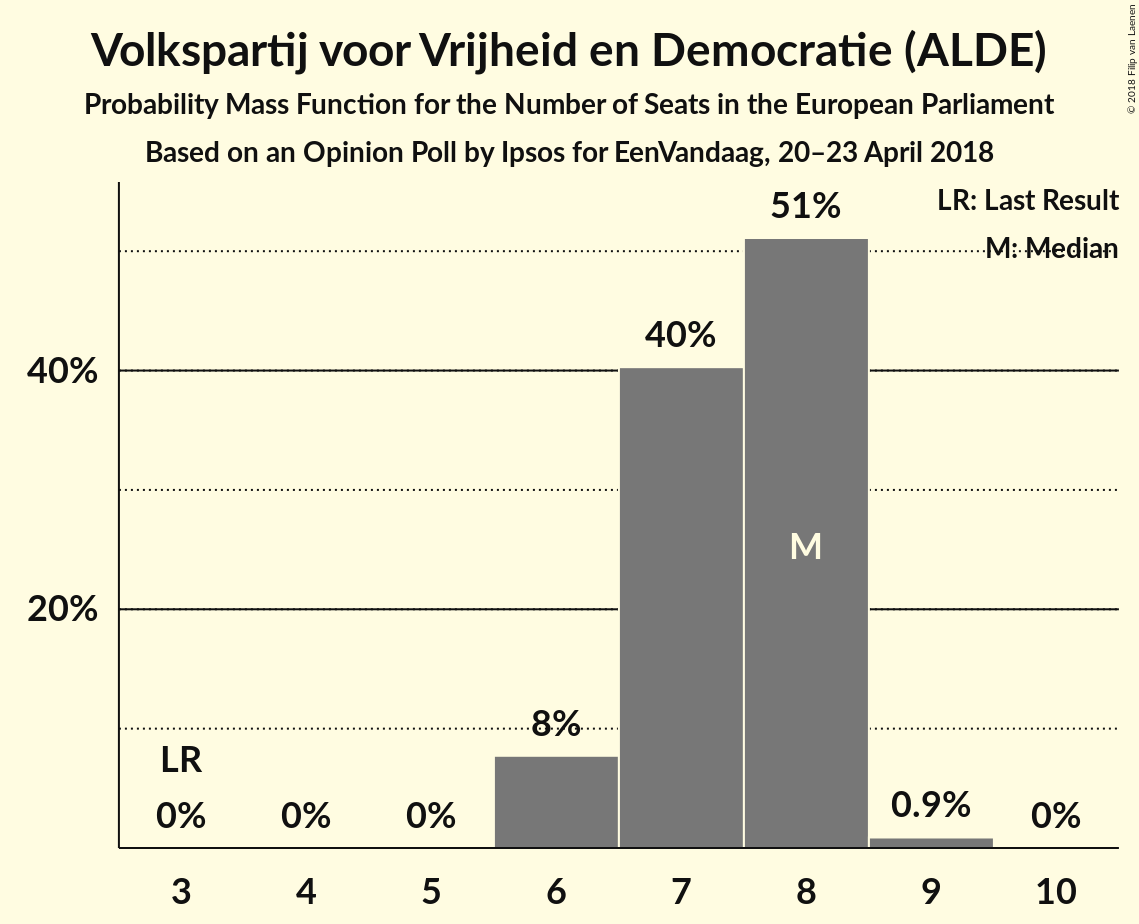 Volkspartij voor Vrijheid en Democratie (ALDE)
Probability Mass Function for the Number of Seats in the European Parliament
Based on an Opinion Poll by Ipsos for EenVandaag, 20–23 April 2018
© 2018 Filip van Laenen
LR: Last Result
M: Median
51%
40%
40%
M
20%
8%
LR
0%
0%
0%
0.9%
0%
3 4 5 6 7 8 9 10